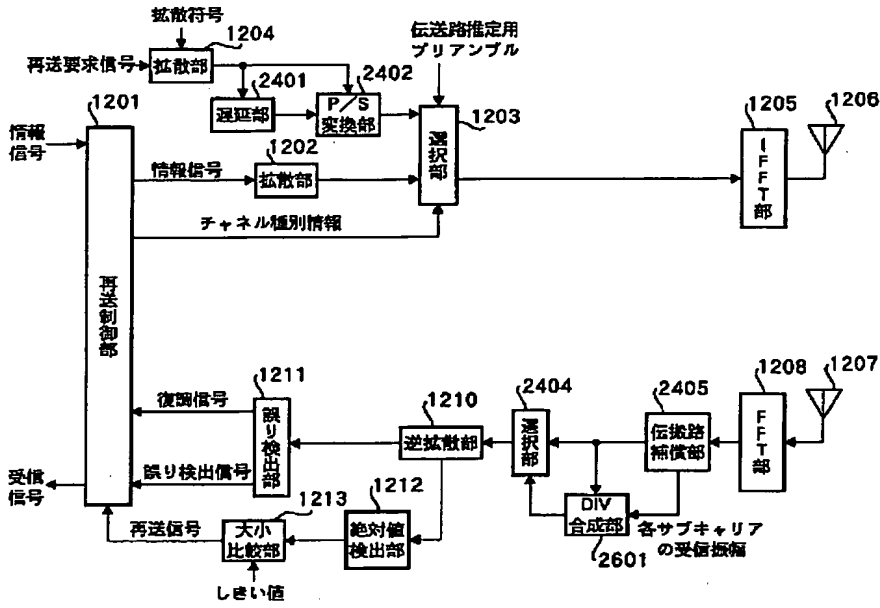 拡散符号
1204
伝送路推定用
プリアンブル
再送要求信号
拡散部
2401
2402
1201
遅延部
P/S
変換部
1203
1205
1206
情報
信号
1202
選択部
IFFT部
情報信号
拡散部
チャネル種別情報
再送制御部
1211
1210
2404
2405
1208
1207
復調信号
誤り検出部
逆拡散部
選択部
伝搬路
補償部
FFT部
誤り検出信号
受信
信号
1213
1212
DIV
合成部
各サブキャリア
の受信振幅
再送信号
大小
比較部
絶対値
検出部
2601
しきい値